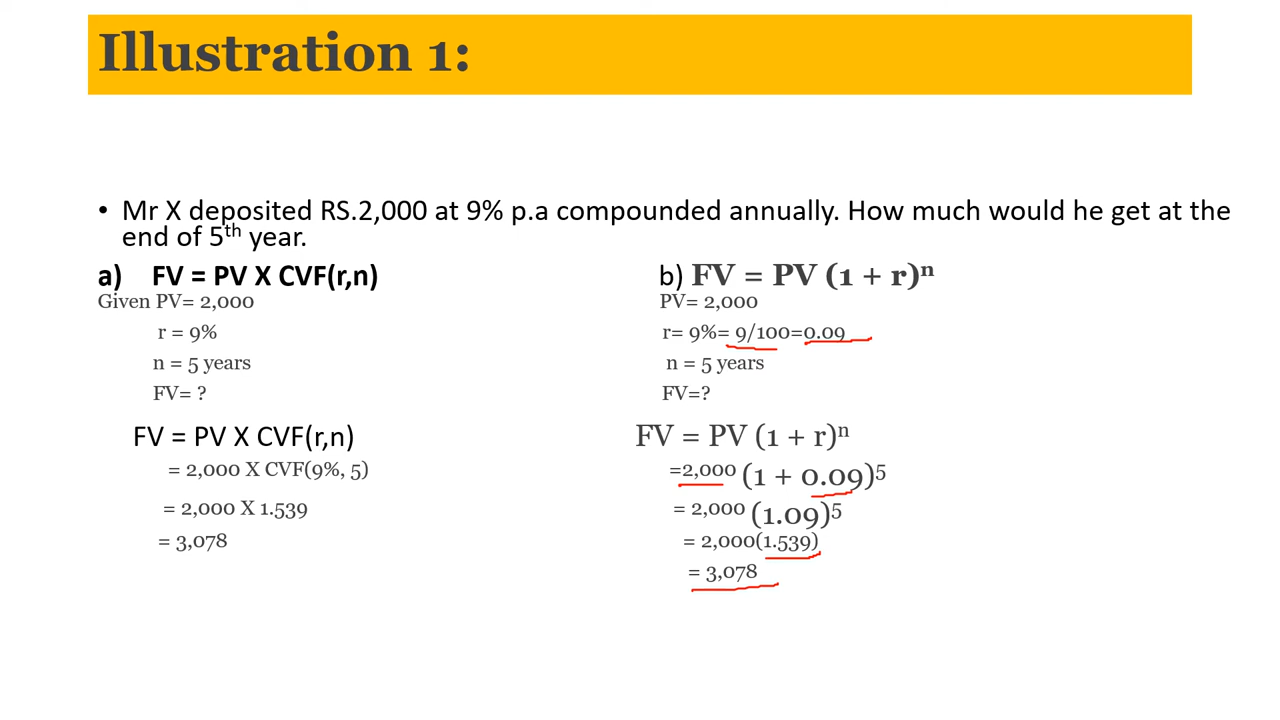 Illustration 1:
• Mr X deposited RS.2,000 at 9% p.a compounded annually. How much would he get at the
end of 5th year.
a) FV = PV X CVF(r,n)
Given PV= 2,000
r = 9%
n = 5 years
FV= ?
FV = PV X CVF(r,n)
= 2,000 X CVF(9%, 5)
= 2,000 X 1.539
= 3,078
b) FV = PV (1 + r)ⁿ
PV= 2,000
r= 9%= 9/100=0.09
n = 5 years
FV=?
FV = PV (1 + r)ⁿ
=2,000 (1 + 0.09)⁵
= 2,000 (1.09)⁵
= 2,000(1.539)
= 3,078